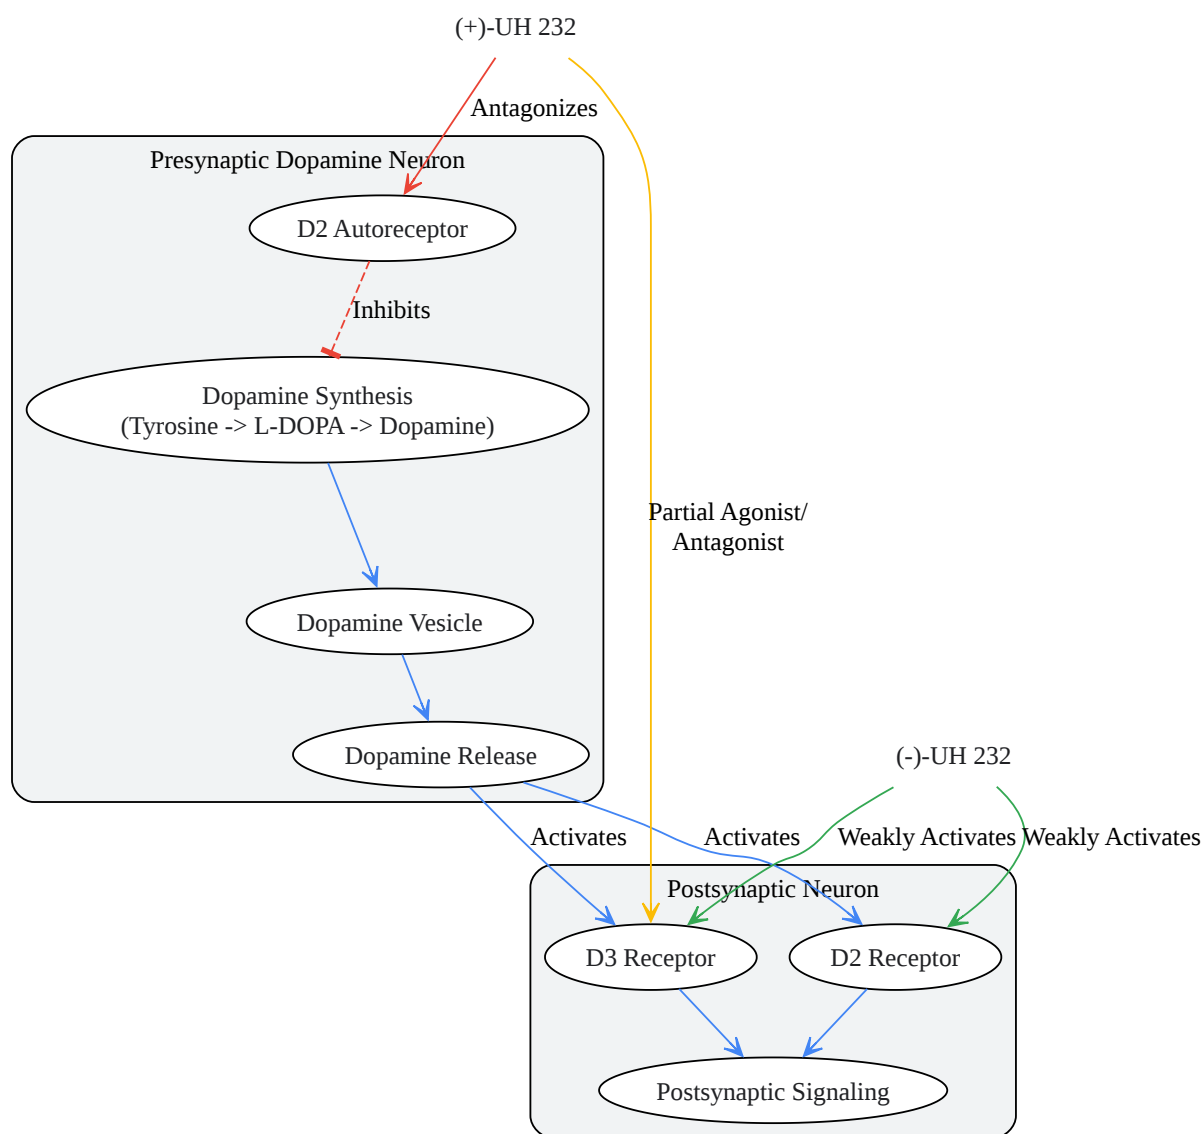 (+)-UH 232
Antagonizes
Presynaptic Dopamine Neuron
D2 Autoreceptor
Inhibits
Dopamine Synthesis
(Tyrosine -> L-DOPA -> Dopamine)
Partial Agonist/
Antagonist
Dopamine Vesicle
Dopamine Release
(-)-UH 232
Activates
Activates
Weakly Activates
Weakly Activates
Postsynaptic Neuron
D3 Receptor
D2 Receptor
Postsynaptic Signaling